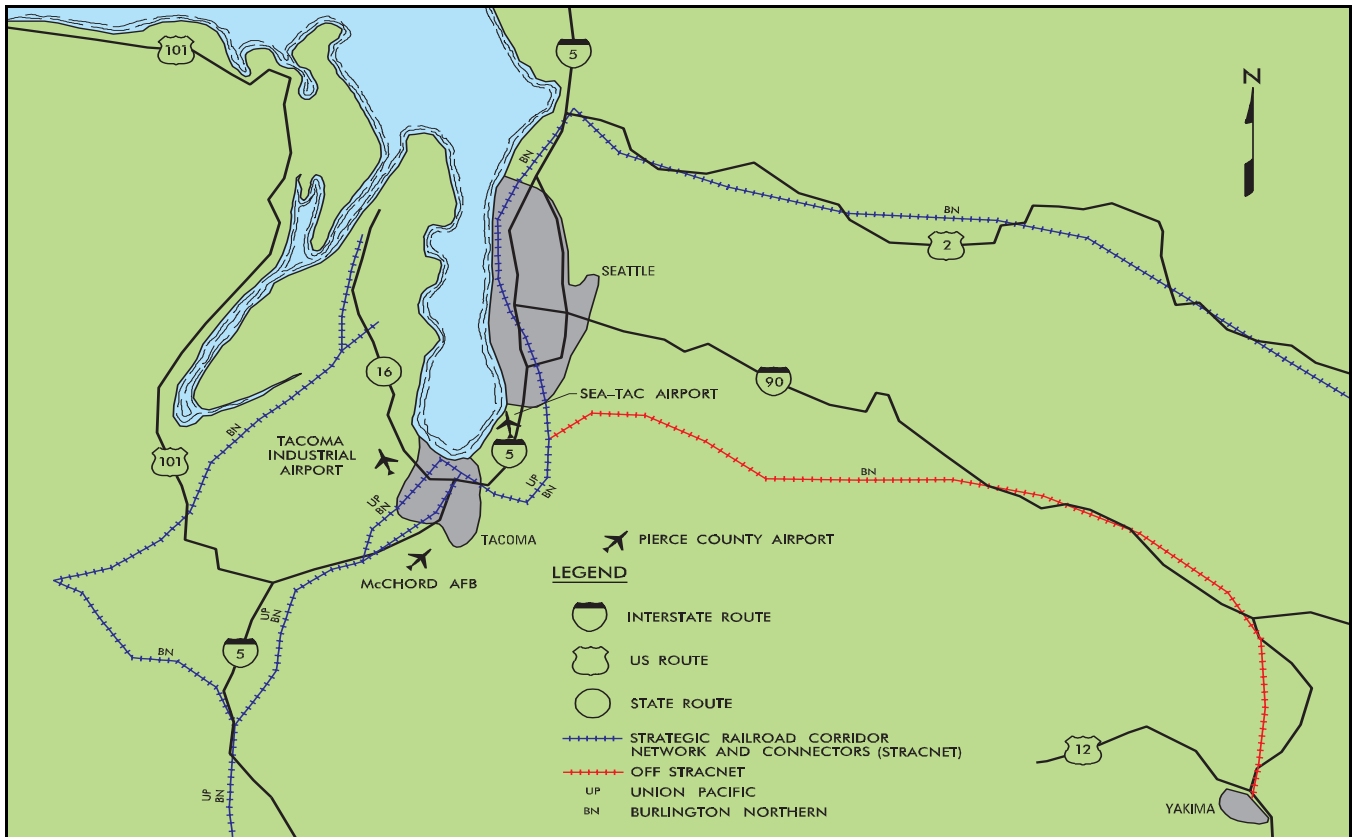 101
5
N
BN
BN
2
SEATTLE
16
90
SEA-TAC AIRPORT
BN
TACOMA
INDUSTRIAL
AIRPORT
101
5
BN
UP
BN
UP
BN
TACOMA
PIERCE COUNTY AIRPORT
McCHORD AFB
LEGEND
INTERSTATE ROUTE
UP
BN
5
BN
US ROUTE
STATE ROUTE
STRATEGIC RAILROAD CORRIDOR
NETWORK AND CONNECTORS (STRACNET)
12
OFF STRACNET
UP UNION PACIFIC
BN BURLINGTON NORTHERN
UP
BN
YAKIMA